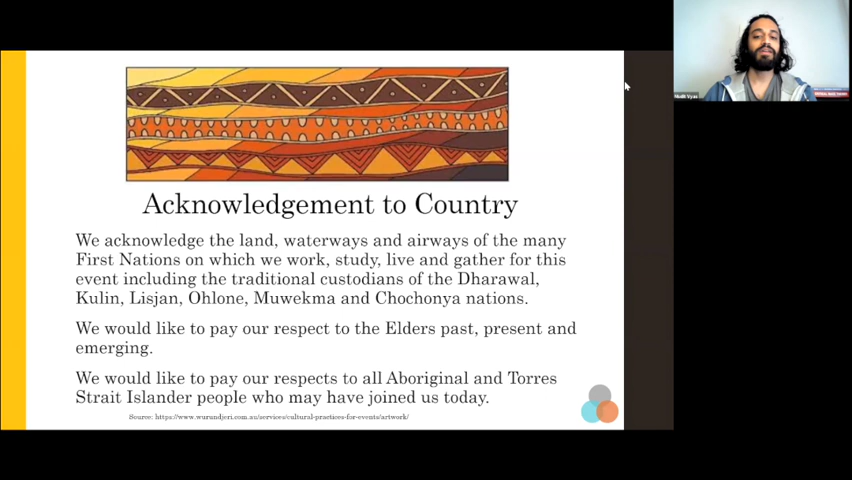 Acknowledgement to Country
We acknowledge the land, waterways and airways of the many
First Nations on which we work, study, live and gather for this
event including the traditional custodians of the Dharawal,
Kulin, Lisjan, Ohlone, Muwekma and Chochonya nations.
We would like to pay our respect to the Elders past, present and
emerging.
We would like to pay our respects to all Aboriginal and Torres
Strait Islander people who may have joined us today.
Source: https://www.wurundjeri.com.au/services/cultural-practices-for-events/artwork/